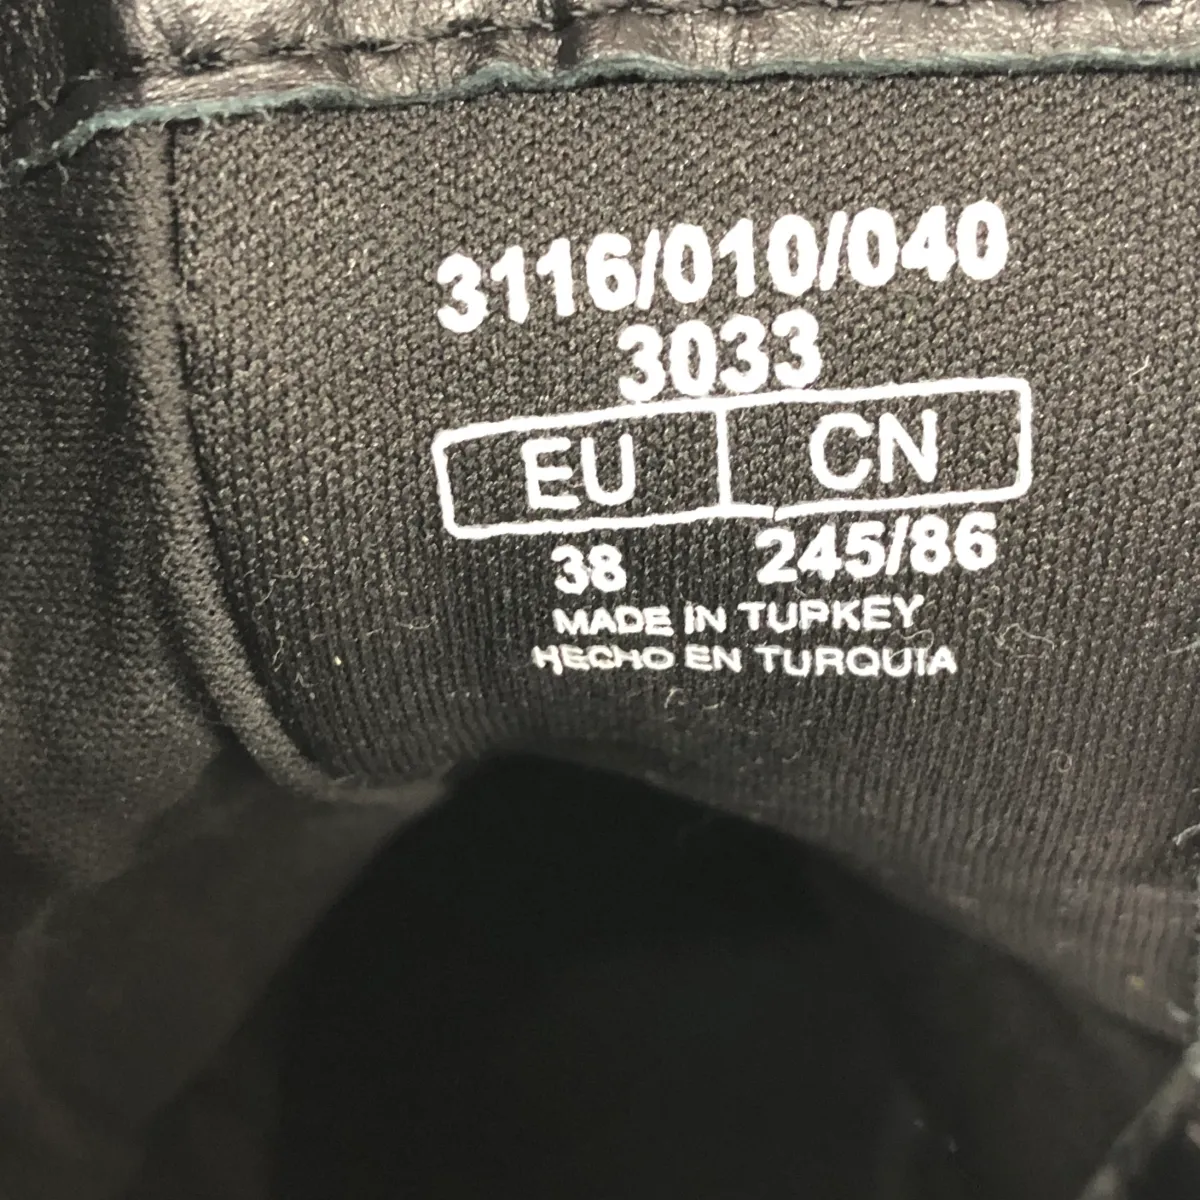 3116/010/040
3033
EU CN
38 245/86
MADE IN TURKEY
HECHO EN TURQUIA